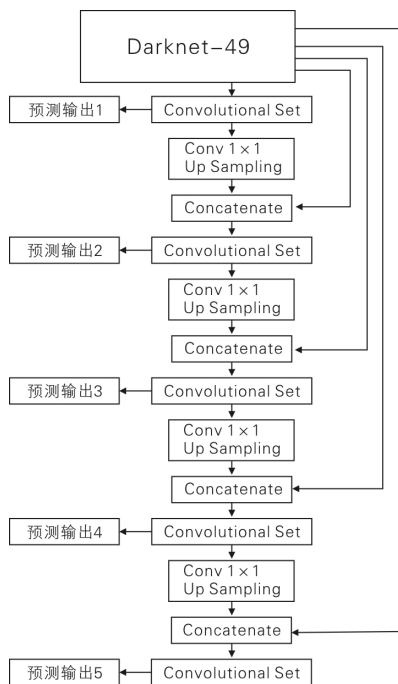 Darknet–49
预测输出1
Convolutional Set
Conv 1×1
Up Sampling
Concatenate
预测输出2
Convolutional Set
Conv 1×1
Up Sampling
Concatenate
预测输出3
Convolutional Set
Conv 1×1
Up Sampling
Concatenate
预测输出4
Convolutional Set
Conv 1×1
Up Sampling
Concatenate
预测输出5
Convolutional Set